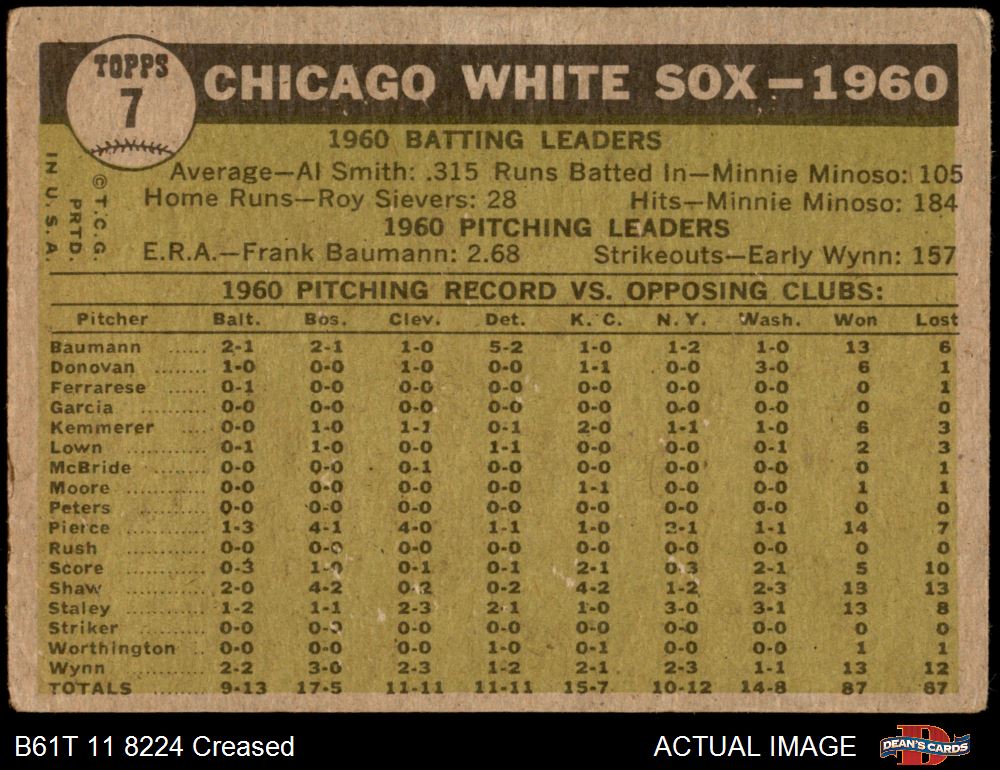 TOPPS
7
CHICAGO WHITE SOX—1960
1960 BATTING LEADERS
Average—Al Smith: .315 Runs Batted In—Minnie Minoso: 105
Home Runs—Roy Sievers: 28 Hits—Minnie Minoso: 184
1960 PITCHING LEADERS
E.R.A.—Frank Baumann: 2.68 Strikeouts—Early Wynn: 157
© T.C.G.
PRTD.
IN U.S.A.
1960 PITCHING RECORD VS. OPPOSING CLUBS:
Pitcher Balt. Bos. Clev. Det. K. C. N. Y. Wash. Won Lost
Baumann ...... 2-1 2-1 1-0 5-2 1-0 1-2 1-0 13 6
Donovan ........ 1-0 0-0 1-0 0-0 1-1 0-0 3-0 6 1
Ferrarese ...... 0-1 0-0 0-0 0-0 0-0 0-0 0-0 0 1
Garcia .......... 0-0 0-0 0-0 0-0 0-0 0-0 0-0 0 0
Kemmerer ..... 0-0 1-0 1-1 0-1 2-0 1-1 1-0 6 3
Lown ............ 0-1 1-0 0-0 1-1 0-0 0-0 0-1 2 3
McBride ........ 0-0 0-0 0-1 0-0 0-0 0-0 0-0 0 1
Moore .......... 0-0 0-0 0-0 0-0 1-1 0-0 0-0 1 1
Peters .......... 0-0 0-0 0-0 0-0 0-0 0-0 0-0 0 0
Pierce .......... 1-3 4-1 4-0 1-1 1-0 2-1 1-1 14 7
Rush ............ 0-0 0-0 0-0 0-0 0-0 0-0 0-0 0 0
Score ............ 0-3 1-0 0-1 0-1 2-1 0-3 2-1 5 10
Shaw ............ 2-0 4-2 0-2 0-2 4-2 1-2 2-3 13 13
Staley .......... 1-2 1-1 2-3 2-1 1-0 3-0 3-1 13 8
Striker .......... 0-0 0-0 0-0 0-0 0-0 0-0 0-0 0 0
Worthington .. 0-0 0-0 0-0 1-0 0-1 0-0 0-0 1 1
Wynn ............ 2-2 3-0 2-3 1-2 2-1 2-3 1-1 13 12
TOTALS ........ 9-13 17-5 11-11 11-11 15-7 10-12 14-8 87 67
B61T 11 8224 Creased ACTUAL IMAGE
DEAN'S CARDS